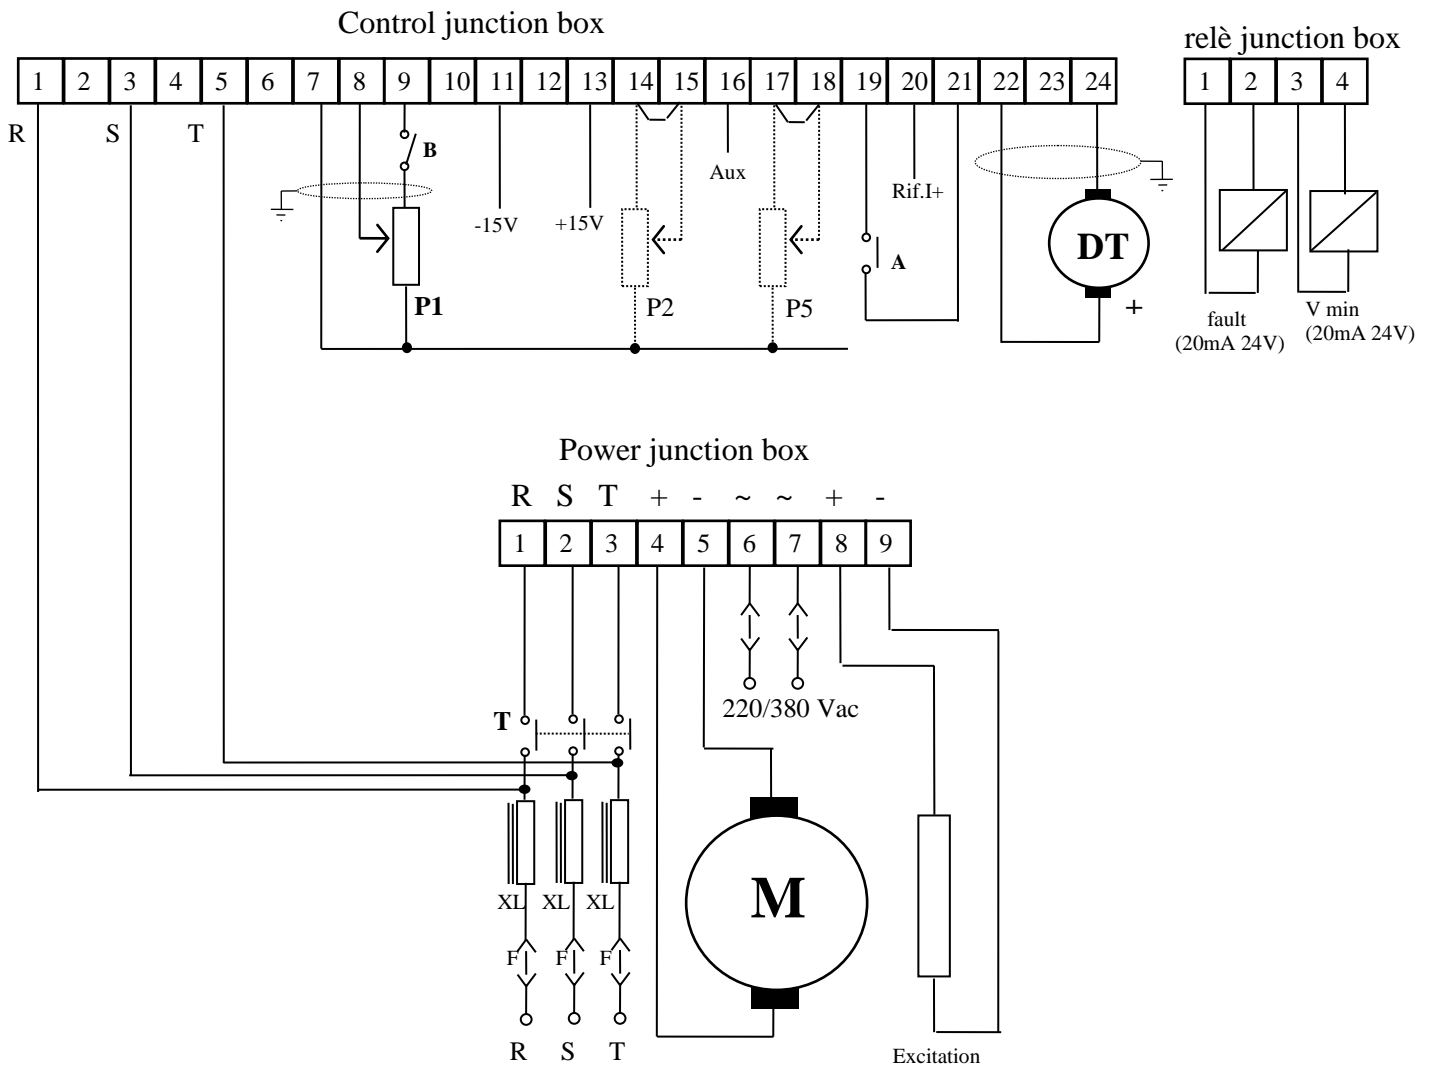 Control junction box
relè junction box
1 2 3 4 5 6 7 8 9 10 11 12 13 14 15 16 17 18 19 20 21 22 23 24
1 2 3 4
R S T
B
Aux
Rif.I+
-15V +15V
A
DT
P1
P2
P5
+
fault
(20mA 24V)
V min
(20mA 24V)
Power junction box
R S T + - ~ ~ + -
1 2 3 4 5 6 7 8 9
T
220/380 Vac
M
XL XL XL
F F F
R S T
Excitation